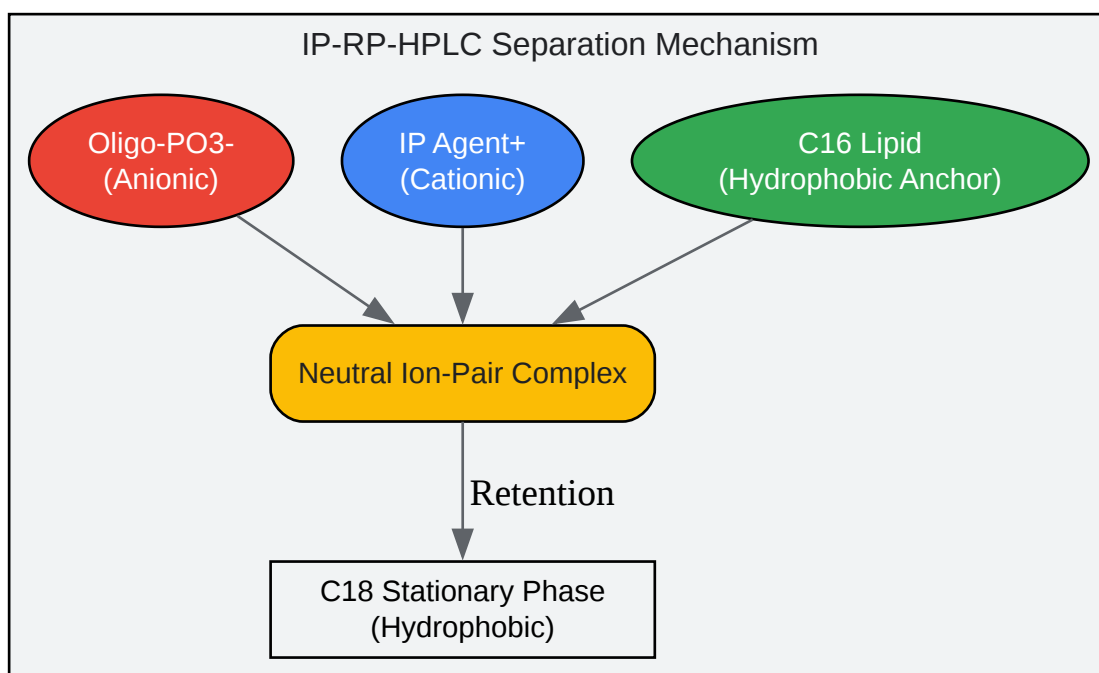 IP-RP-HPLC Separation Mechanism
Oligo-PO3-
(Anionic)
IP Agent+
(Cationic)
C16 Lipid
(Hydrophobic Anchor)
Neutral Ion-Pair Complex
Retention
C18 Stationary Phase
(Hydrophobic)